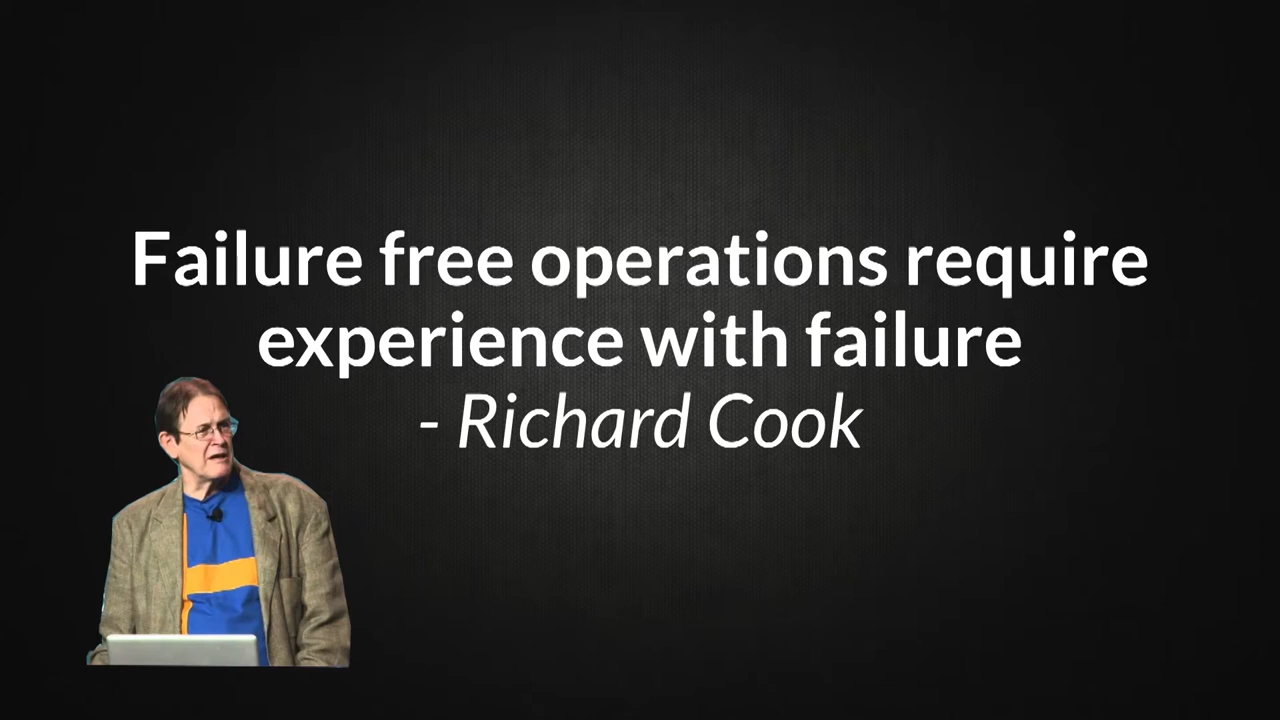 Failure free operations require
experience with failure
- Richard Cook